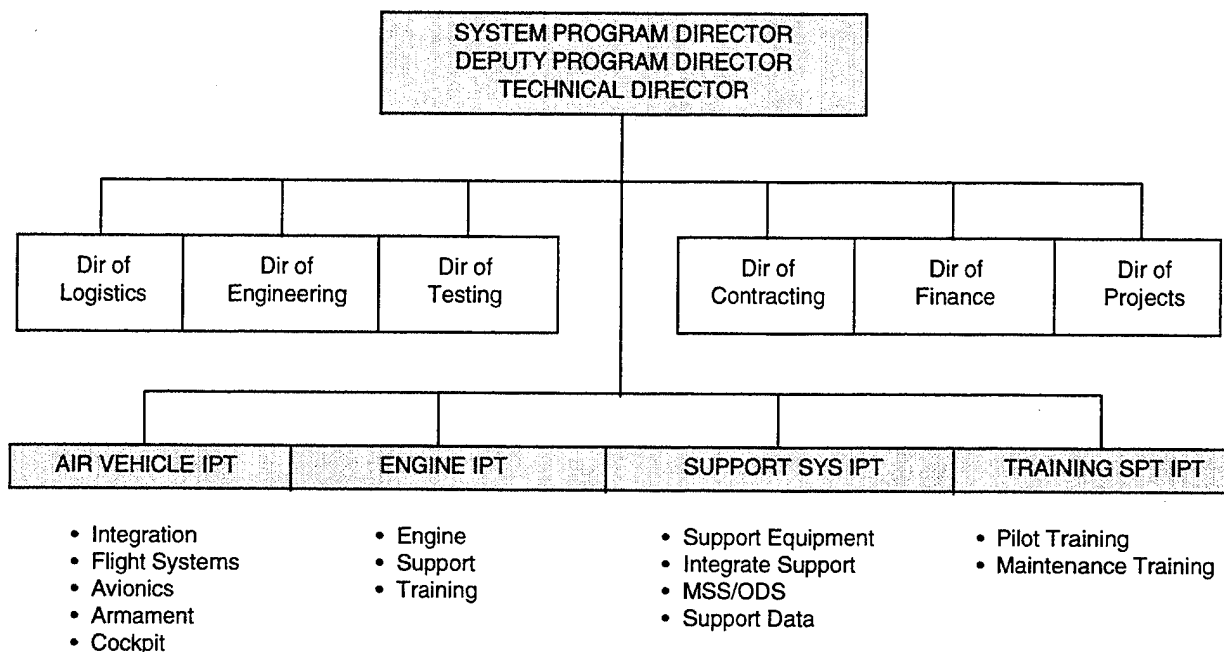 SYSTEM PROGRAM DIRECTOR
DEPUTY PROGRAM DIRECTOR
TECHNICAL DIRECTOR
Dir of
Logistics
Dir of
Engineering
Dir of
Testing
Dir of
Contracting
Dir of
Finance
Dir of
Projects
AIR VEHICLE IPT
• Integration
• Flight Systems
• Avionics
• Armament
• Cockpit
ENGINE IPT
• Engine
• Support
• Training
SUPPORT SYS IPT
• Support Equipment
• Integrate Support
• MSS/ODS
• Support Data
TRAINING SPT IPT
• Pilot Training
• Maintenance Training